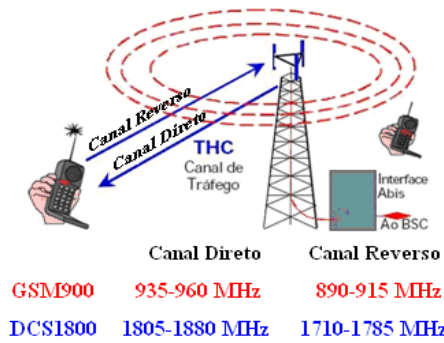 Canal Reverso
Canal Direto
THC
Canal de
Tráfego
Interface
Abis
Ao BSC
Canal Direto Canal Reverso
GSM900 935-960 MHz 890-915 MHz
DCS1800 1805-1880 MHz 1710-1785 MHz